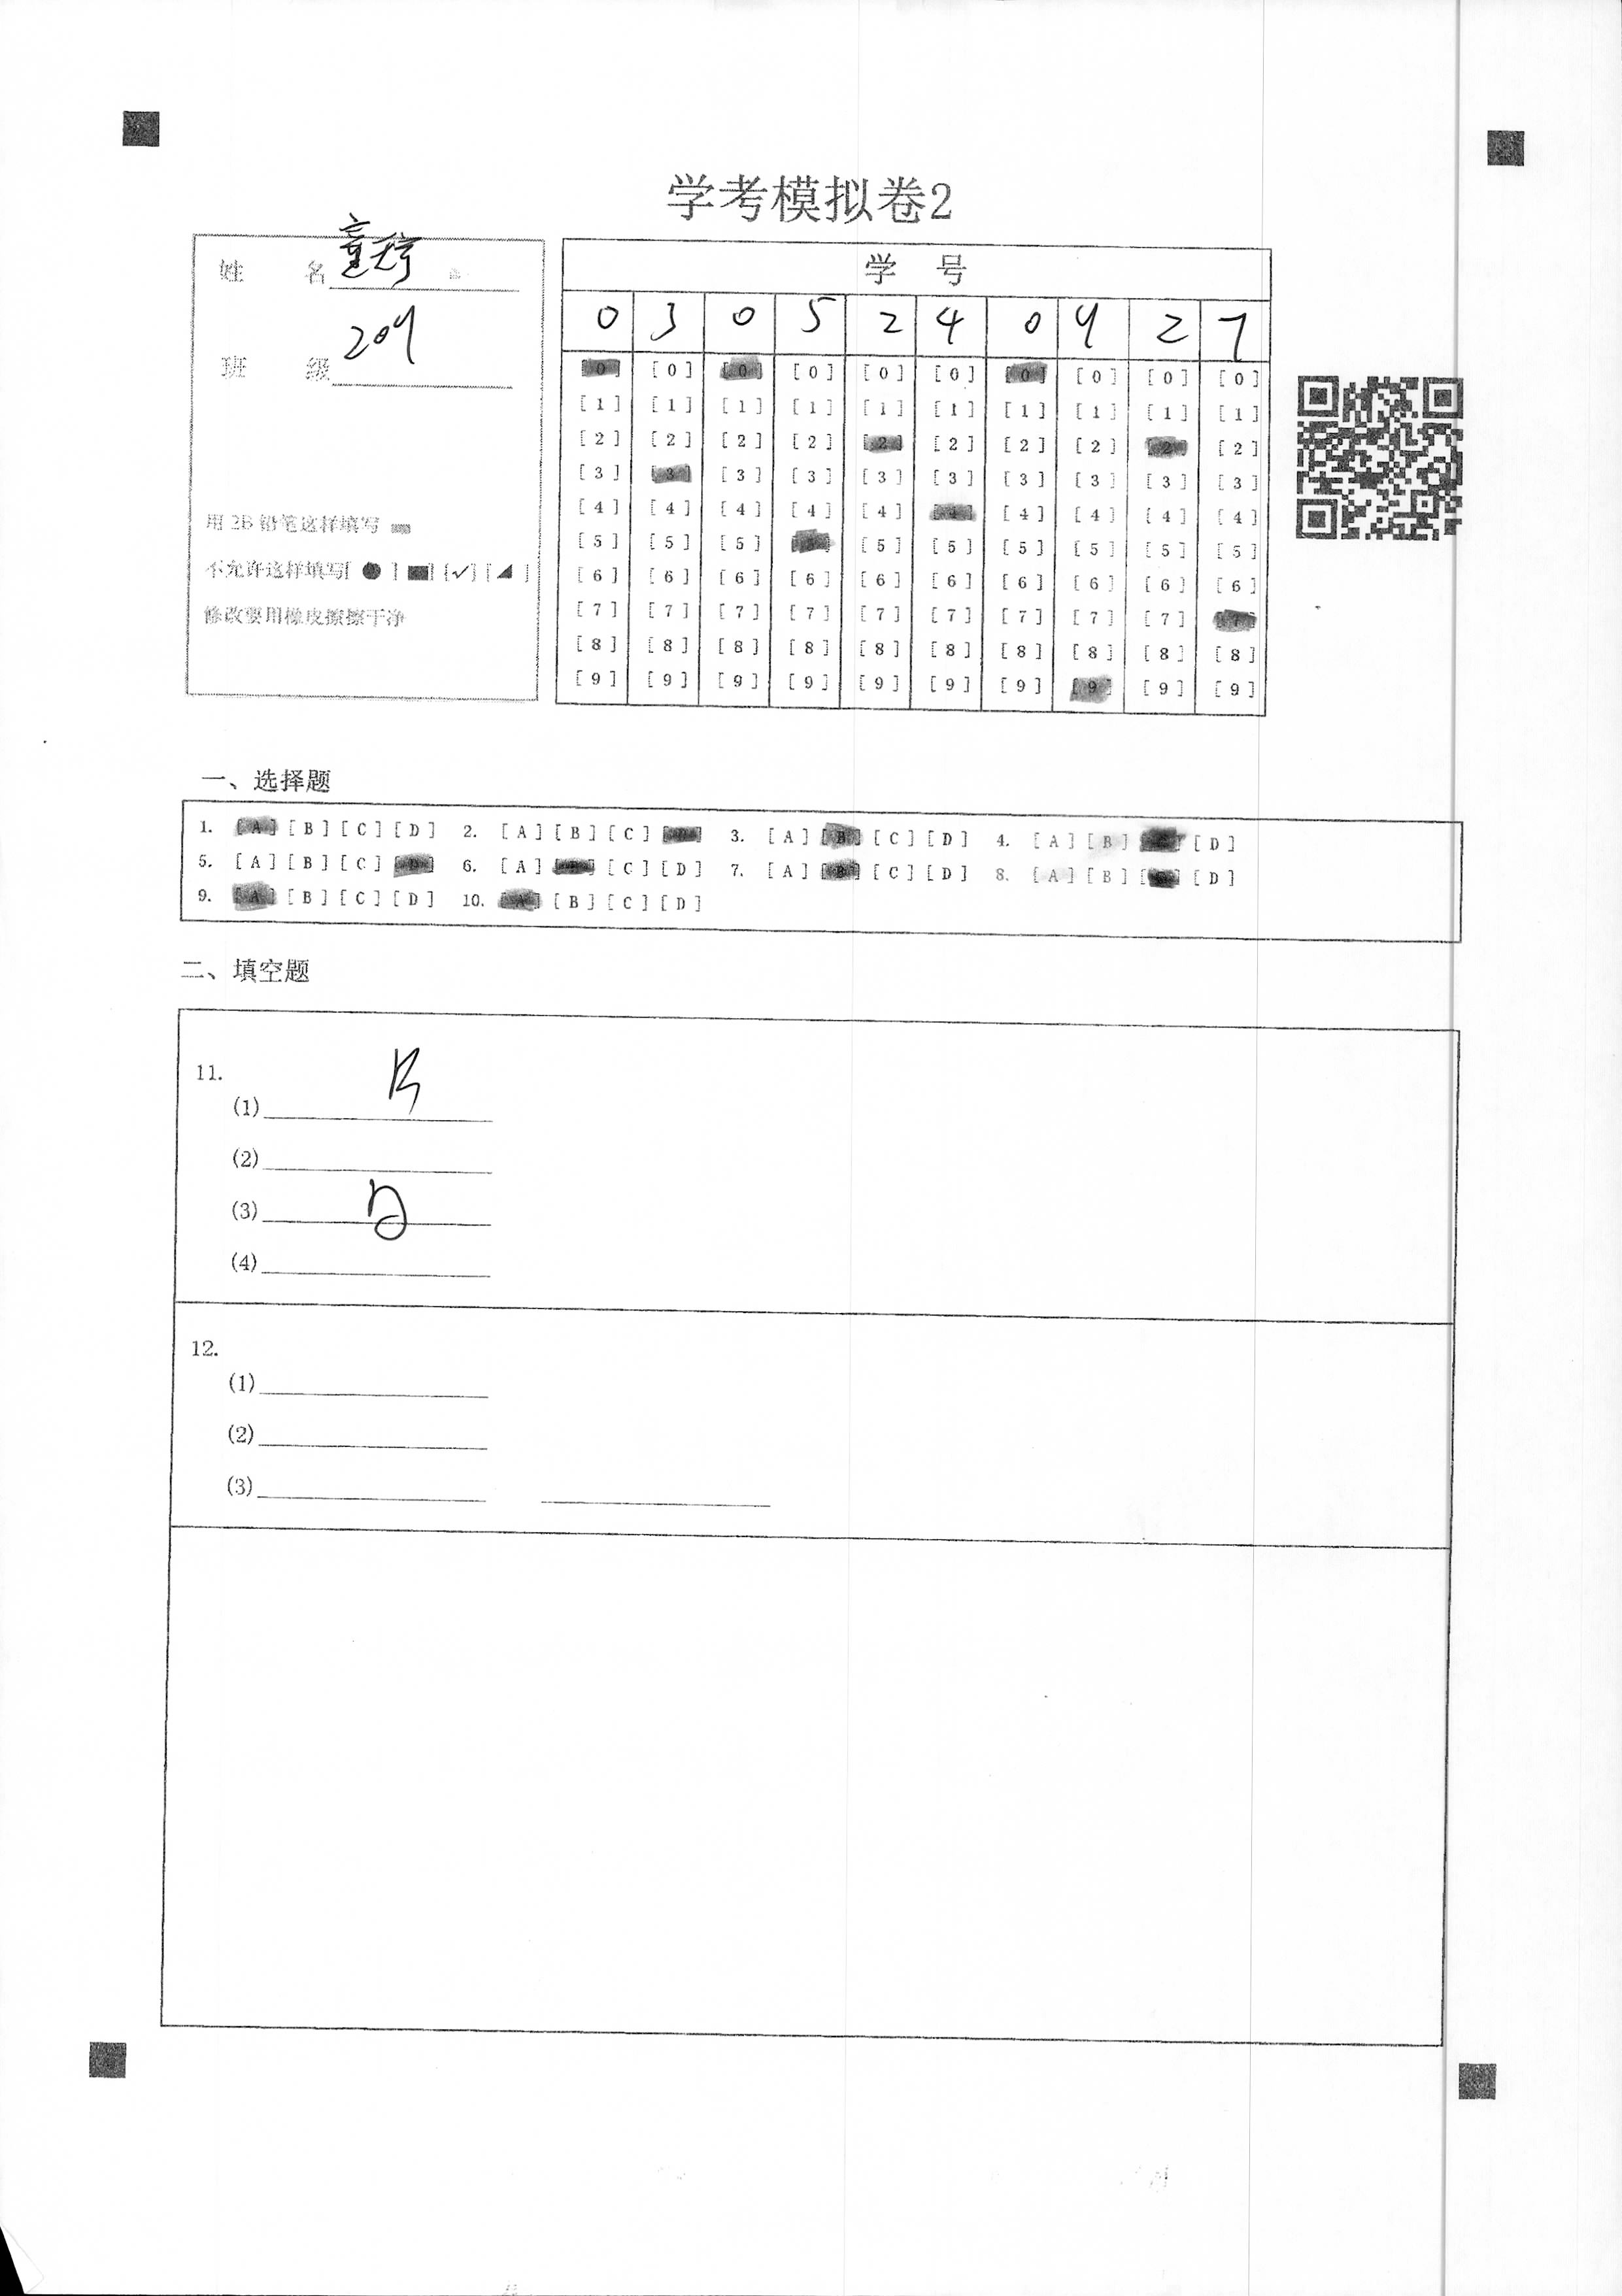 学考模拟卷2
姓 名 童宇
班 级 209
用 2B 铅笔这样填写
不允许这样填写[ ● ] [■] [✓] [◢ ]
修改要用橡皮擦擦干净
学 号
0 3 0 5 2 4 0 9 2 7
[0] [0] [0] [0] [0] [0] [0] [0] [0] [0]
[1] [1] [1] [1] [1] [1] [1] [1] [1] [1]
[2] [2] [2] [2] [2] [2] [2] [2] [2] [2]
[3] [3] [3] [3] [3] [3] [3] [3] [3] [3]
[4] [4] [4] [4] [4] [4] [4] [4] [4] [4]
[5] [5] [5] [5] [5] [5] [5] [5] [5] [5]
[6] [6] [6] [6] [6] [6] [6] [6] [6] [6]
[7] [7] [7] [7] [7] [7] [7] [7] [7] [7]
[8] [8] [8] [8] [8] [8] [8] [8] [8] [8]
[9] [9] [9] [9] [9] [9] [9] [9] [9] [9]
一、选择题
1. [A] [B] [C] [D] 2. [A] [B] [C] [D] 3. [A] [B] [C] [D] 4. [A] [B] [C] [D]
5. [A] [B] [C] [D] 6. [A] [B] [C] [D] 7. [A] [B] [C] [D] 8. [A] [B] [C] [D]
9. [A] [B] [C] [D] 10. [A] [B] [C] [D]
二、填空题
11.
(1) B
(2)
(3) D
(4)
12.
(1)
(2)
(3)